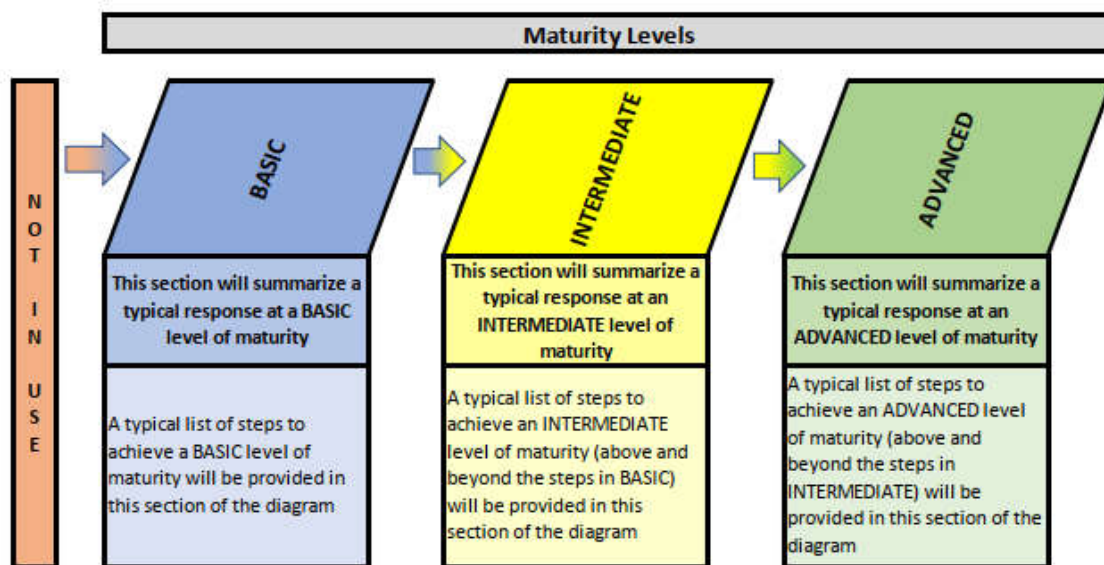 Maturity Levels
NOT IN USE
BASIC
This section will summarize a
typical response at a BASIC
level of maturity
A typical list of steps to
achieve a BASIC level of
maturity will be provided in
this section of the diagram
INTERMEDIATE
This section will summarize a
typical response at an
INTERMEDIATE level of
maturity
A typical list of steps to
achieve an INTERMEDIATE
level of maturity (above and
beyond the steps in BASIC)
will be provided in this
section of the diagram
ADVANCED
This section will summarize a
typical response at an
ADVANCED level of maturity
A typical list of steps to
achieve an ADVANCED level
of maturity (above and
beyond the steps in
INTERMEDIATE) will be
provided in this section of the
diagram